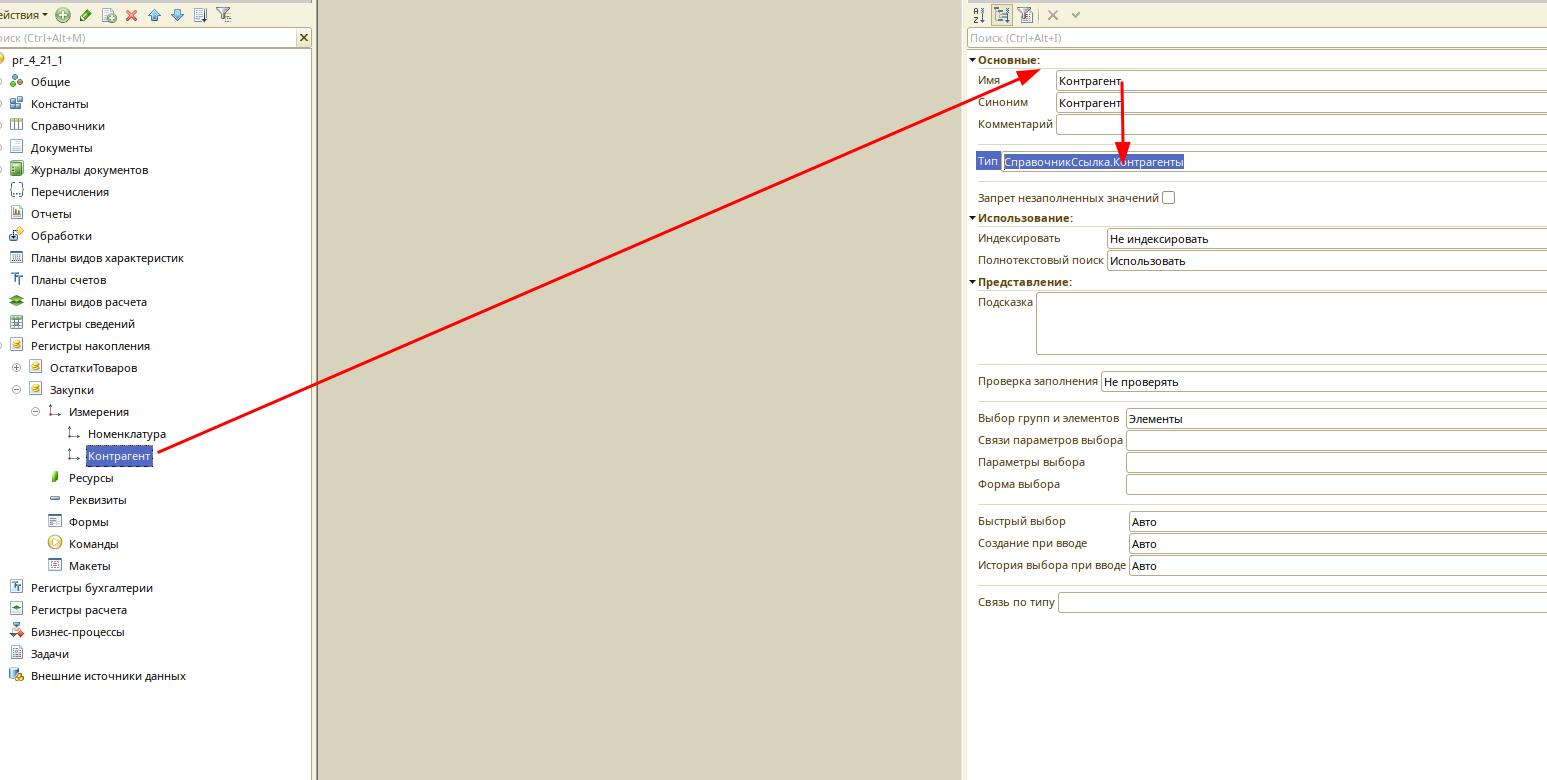 ействия
оиск (Ctrl+Alt+M)
pr_4_21_1
Общие
Константы
Справочники
Документы
Журналы документов
Перечисления
Отчеты
Обработки
Планы видов характеристик
Планы счетов
Планы видов расчета
Регистры сведений
Регистры накопления
ОстаткиТоваров
Закупки
Измерения
Номенклатура
Контрагент
Ресурсы
Реквизиты
Формы
Команды
Макеты
Регистры бухгалтерии
Регистры расчета
Бизнес-процессы
Задачи
Внешние источники данных
Поиск (Ctrl+Alt+I)
Основные:
Имя Контрагент
Синоним Контрагент
Комментарий
Тип СправочникСсылка.Контрагенты
Запрет незаполненных значений
Использование:
Индексировать Не индексировать
Полнотекстовый поиск Использовать
Представление:
Подсказка
Проверка заполнения Не проверять
Выбор групп и элементов Элементы
Связи параметров выбора
Параметры выбора
Форма выбора
Быстрый выбор Авто
Создание при вводе Авто
История выбора при вводе Авто
Связь по типу